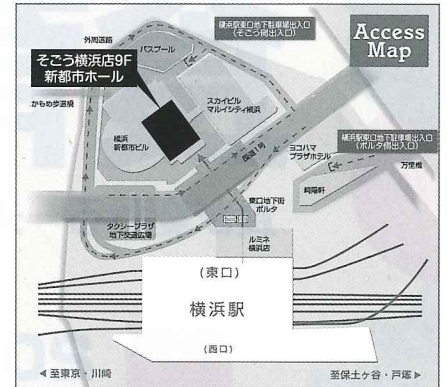 横浜駅東口地下駐車場出入口
(そごう側出入口)
Access
Map
外周道路
バスプール
そごう横浜店9F
新都市ホール
かもめ歩道橋
スカイビル
マルイシティ横浜
横浜
新都市ビル
国道1号
ヨコハマ
プラザホテル
横浜駅東口地下駐車場出入口
(ポルタ側出入口)
万里橋
崎陽軒
東口地下街
ポルタ
タクシープラザ
地下交通広場
ルミネ
横浜店
(東口)
横浜駅
(西口)
◀至東京・川崎
至保土ヶ谷・戸塚▶